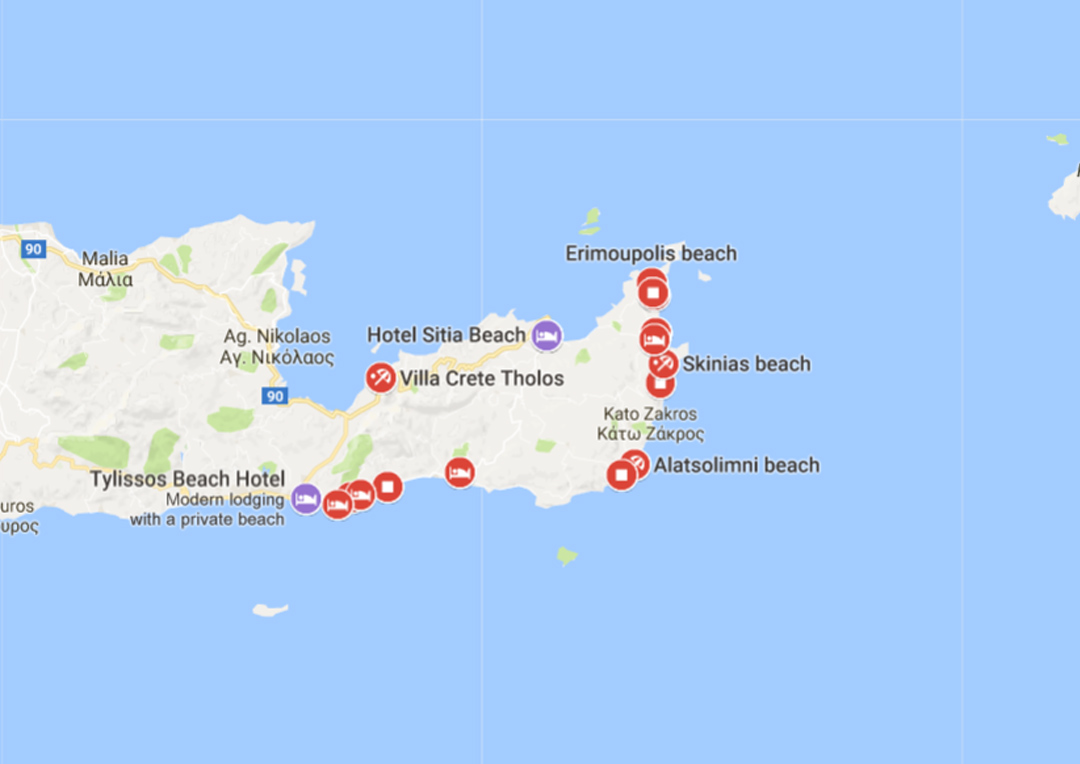 Erimoupolis beach
90
Malia
Μάλια
Ag. Nikolaos
Αγ. Νικόλαος
Hotel Sitia Beach
Skinias beach
Villa Crete Tholos
90
Kato Zakros
Κάτω Ζάκρος
Alatsolimni beach
Tylissos Beach Hotel
Modern lodging
with a private beach
uros
υρος